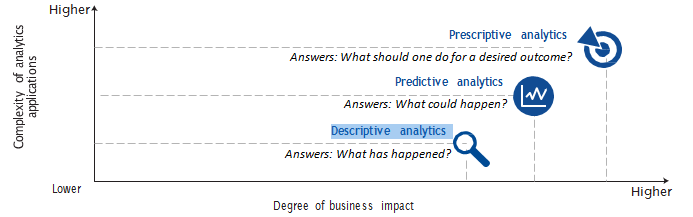 Higher
Complexity of analytics
applications
Prescriptive analytics
Answers: What should one do for a desired outcome?
Predictive analytics
Answers: What could happen?
Descriptive analytics
Answers: What has happened?
Lower
Higher
Degree of business impact